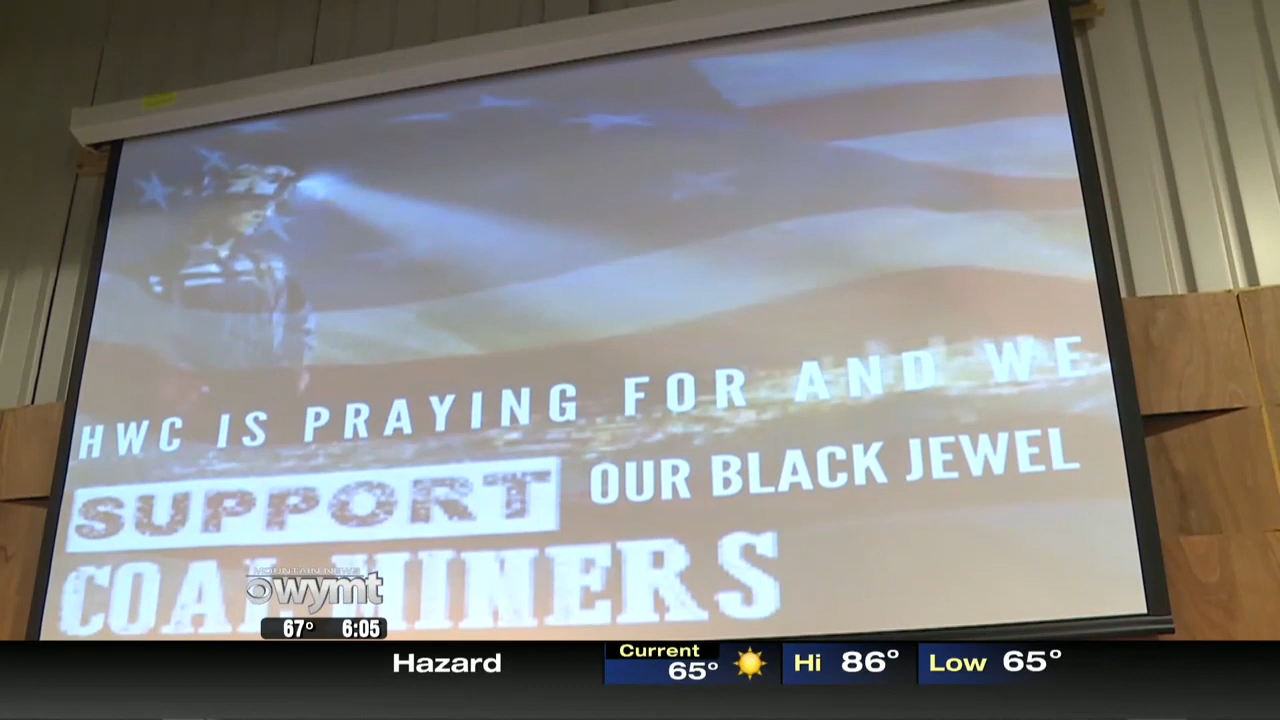 HWC IS PRAYING FOR AND WE
SUPPORT OUR BLACK JEWEL
COAL MINERS
MOUNTAIN NEWS
wymt
67° 6:05
Hazard
Current
65°
Hi 86°
Low 65°